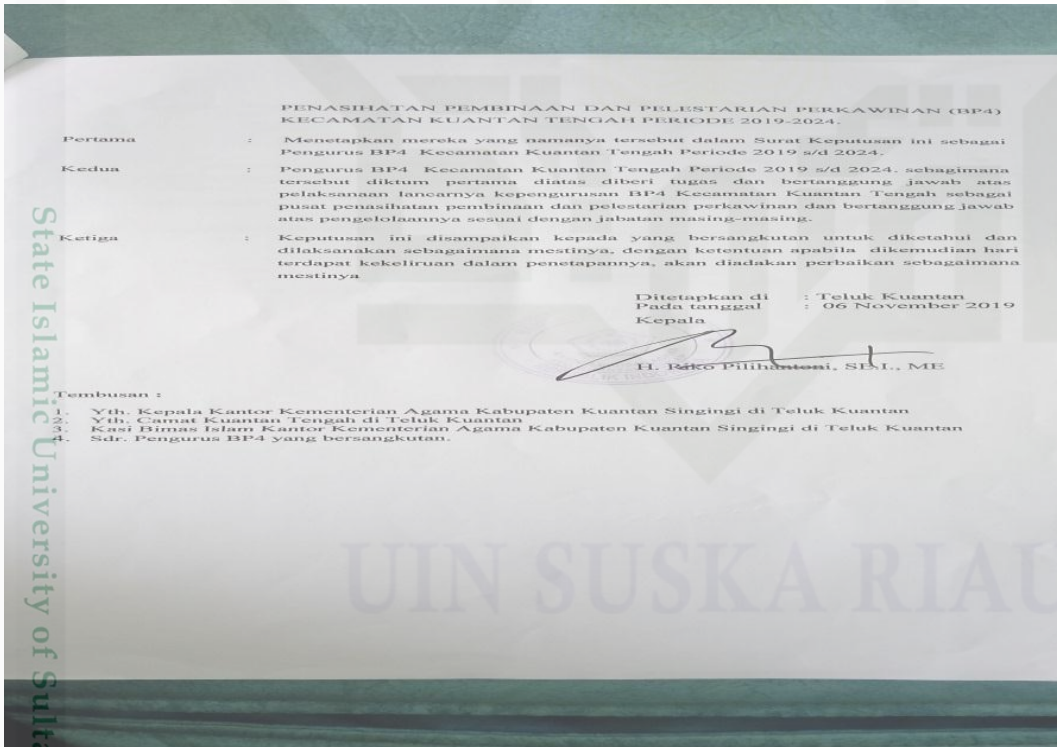 PENASIHATAN PEMBINAAN DAN PELESTARIAN PERKAWINAN (BP4)
KECAMATAN KUANTAN TENGAH PERIODE 2019-2024.
Pertama : Menetapkan mereka yang namanya tersebut dalam Surat Keputusan ini sebagai
Pengurus BP4 Kecamatan Kuantan Tengah Periode 2019 s/d 2024.
Kedua : Pengurus BP4 Kecamatan Kuantan Tengah Periode 2019 s/d 2024. sebagimana
tersebut diktum pertama diatas diberi tugas dan bertanggung jawab atas
pelaksanaan lancarnya kepengurusan BP4 Kecamatan Kuantan Tengah sebagai
pusat penasihatan pembinaan dan pelestarian perkawinan dan bertanggung jawab
atas pengelolaannya sesuai dengan jabatan masing-masing.
Ketiga : Keputusan ini disampaikan kepada yang bersangkutan untuk diketahui dan
dilaksanakan sebagaimana mestinya, dengan ketentuan apabila dikemudian hari
terdapat kekeliruan dalam penetapannya, akan diadakan perbaikan sebagaimana
mestinya
Ditetapkan di : Teluk Kuantan
Pada tanggal : 06 November 2019
Kepala
H. Riko Pilihantoni, SE.I., ME
Tembusan :
1. Yth. Kepala Kantor Kementerian Agama Kabupaten Kuantan Singingi di Teluk Kuantan
2. Yth. Camat Kuantan Tengah di Teluk Kuantan
3. Kasi Bimas Islam Kantor Kementerian Agama Kabupaten Kuantan Singingi di Teluk Kuantan
4. Sdr. Pengurus BP4 yang bersangkutan.
State Islamic University of Sulta
UIN SUSKA RIAU